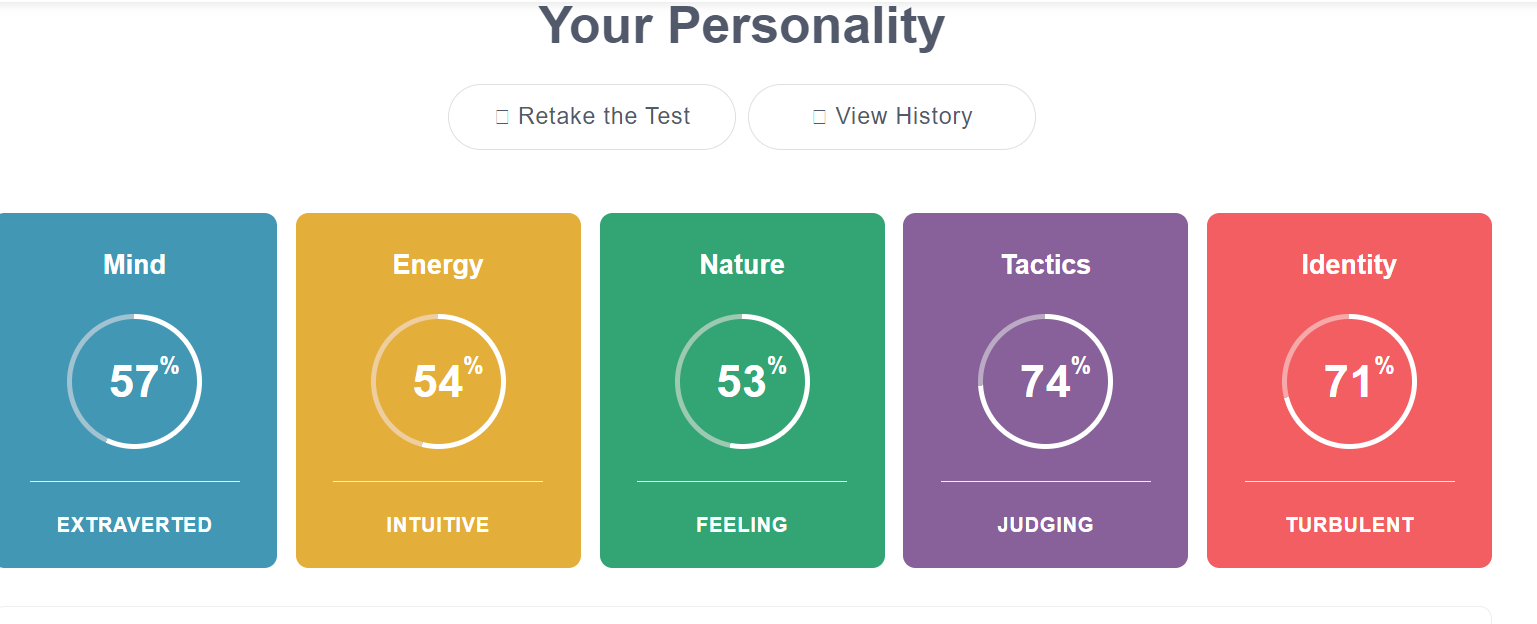 Your Personality
Retake the Test
View History
Mind
57%
EXTRAVERTED
Energy
54%
INTUITIVE
Nature
53%
FEELING
Tactics
74%
JUDGING
Identity
71%
TURBULENT